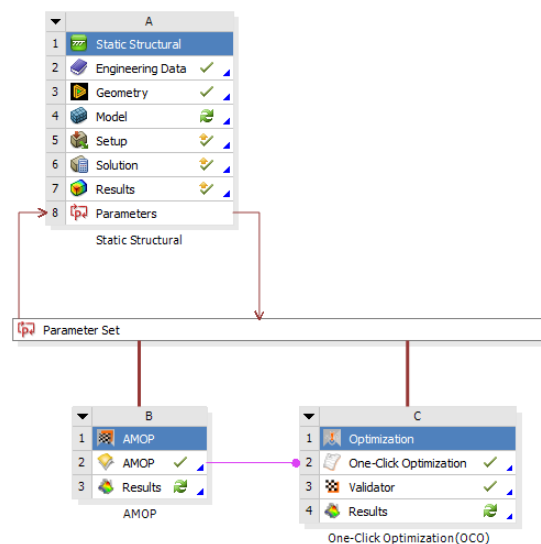 A
1 Static Structural
2 Engineering Data
3 Geometry
4 Model
5 Setup
6 Solution
7 Results
8 Parameters
Static Structural
Parameter Set
B
1 AMOP
2 AMOP
3 Results
AMOP
C
1 Optimization
2 One-Click Optimization
3 Validator
4 Results
One-Click Optimization(OCO)